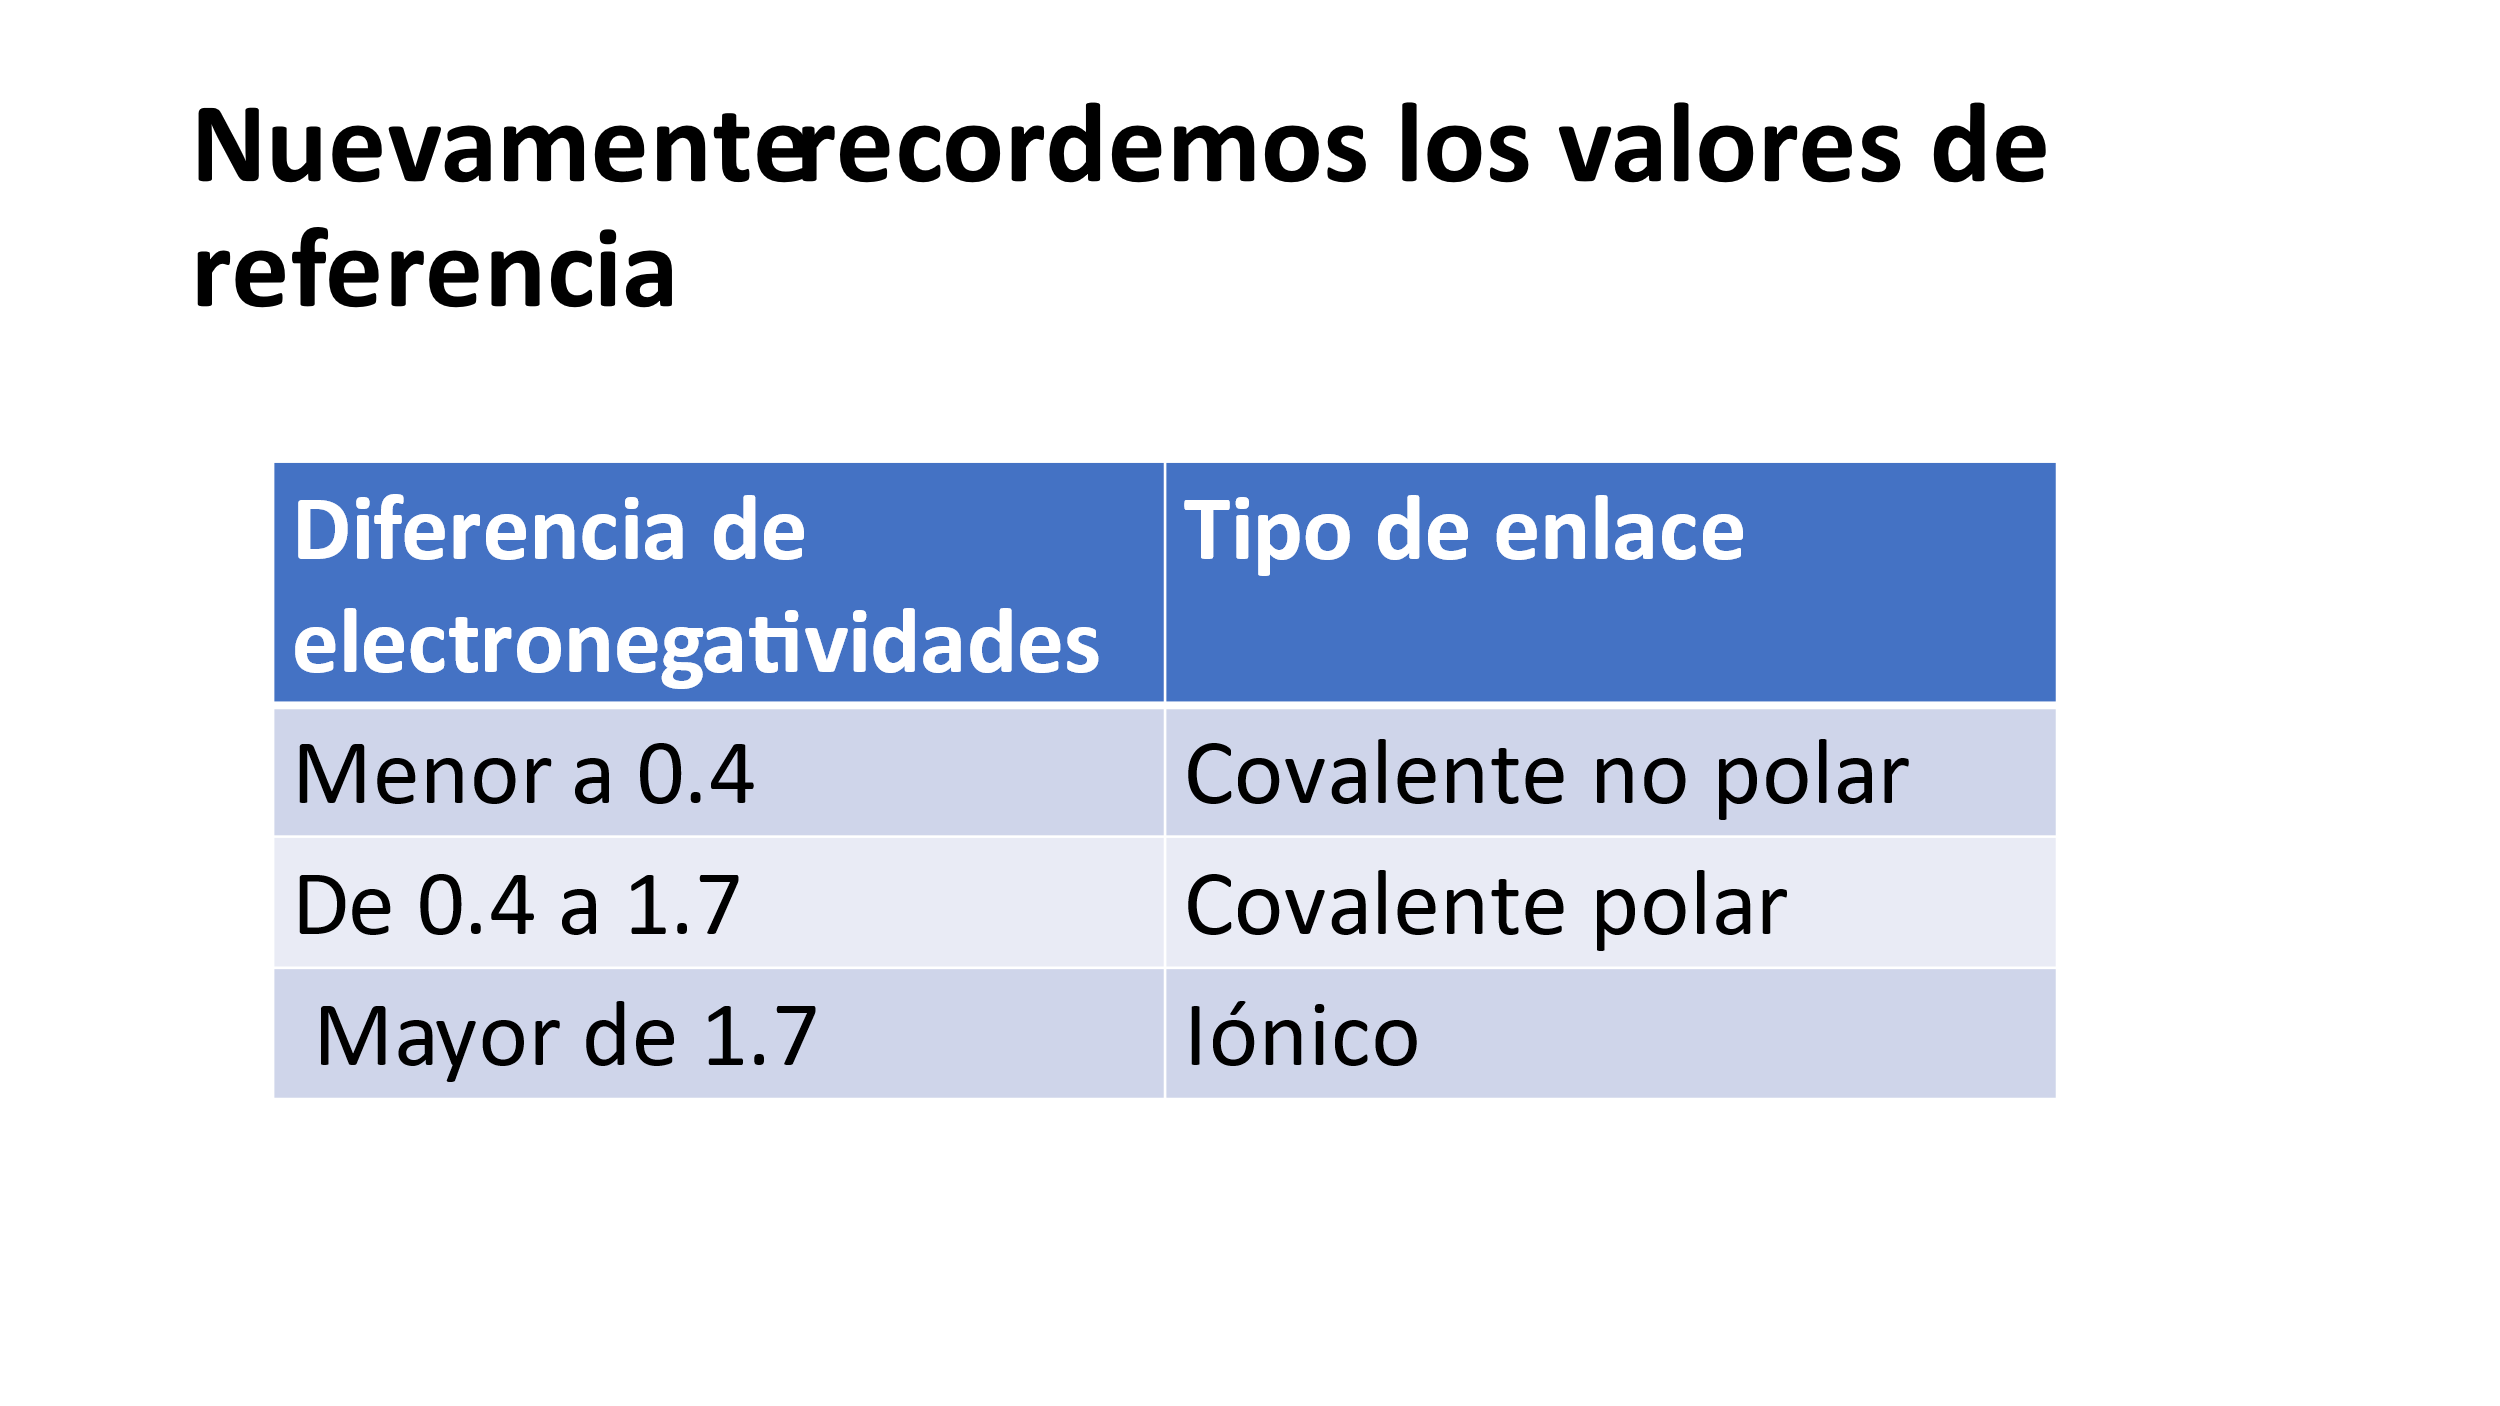 Nuevamente recordemos los valores de
referencia
Diferencia de
electronegatividades
Tipo de enlace
Menor a 0.4
Covalente no polar
De 0.4 a 1.7
Covalente polar
Mayor de 1.7
Iónico